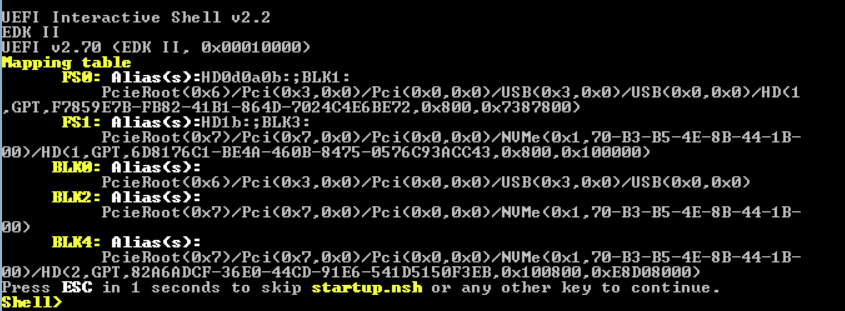 UEFI Interactive Shell v2.2
EDK II
UEFI v2.70 (EDK II, 0x00010000)
Mapping table
FS0: Alias(s):HD0d0a0b:;BLK1:
PcieRoot(0x6)/Pci(0x3,0x0)/Pci(0x0,0x0)/USB(0x3,0x0)/USB(0x0,0x0)/HD(1
,GPT,F7859E7B-FB82-41B1-864D-7024C4E6BE72,0x800,0x7387800)
FS1: Alias(s):HD1b:;BLK3:
PcieRoot(0x7)/Pci(0x7,0x0)/Pci(0x0,0x0)/NVMe(0x1,70-B3-B5-4E-8B-44-1B-
00)/HD(1,GPT,6D8176C1-BE4A-460B-8475-0576C93ACC43,0x800,0x100000)
BLK0: Alias(s):
PcieRoot(0x6)/Pci(0x3,0x0)/Pci(0x0,0x0)/USB(0x3,0x0)/USB(0x0,0x0)
BLK2: Alias(s):
PcieRoot(0x7)/Pci(0x7,0x0)/Pci(0x0,0x0)/NVMe(0x1,70-B3-B5-4E-8B-44-1B-
00)
BLK4: Alias(s):
PcieRoot(0x7)/Pci(0x7,0x0)/Pci(0x0,0x0)/NVMe(0x1,70-B3-B5-4E-8B-44-1B-
00)/HD(2,GPT,82A6ADCF-36E0-44CD-91E6-541D5150F3EB,0x100800,0xE8D08000)
Press ESC in 1 seconds to skip startup.nsh or any other key to continue.
Shell>